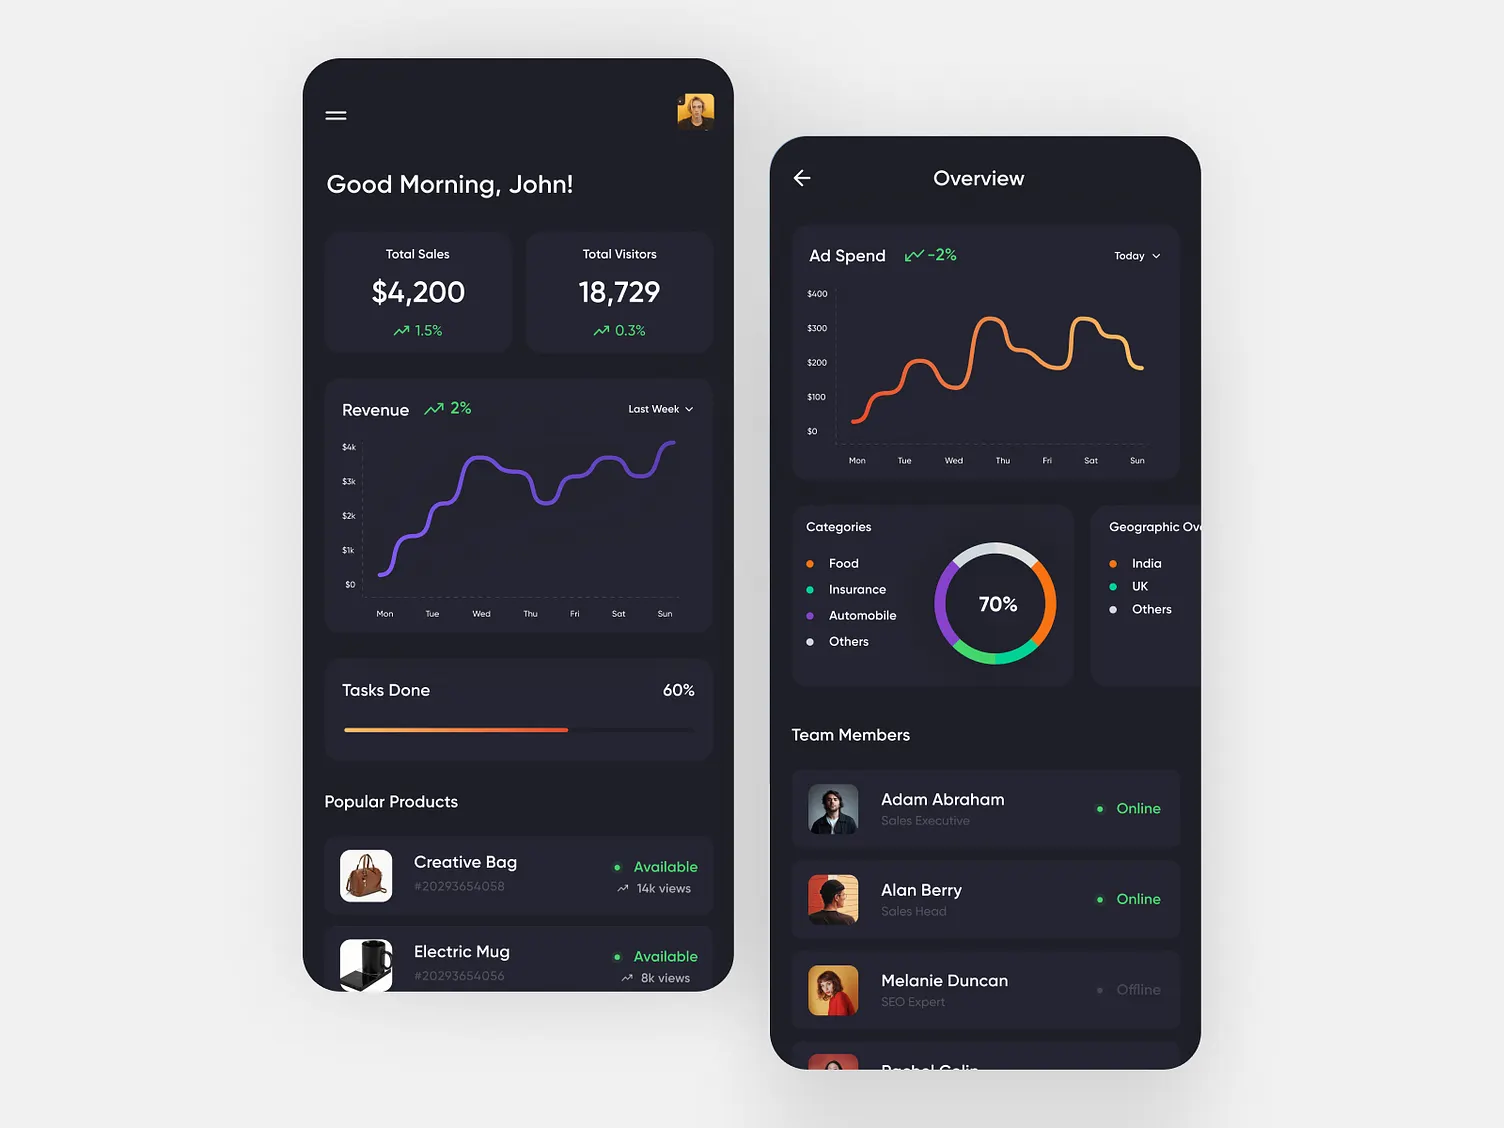 Good Morning, John!
Total Sales
$4,200
1.5%
Total Visitors
18,729
0.3%
Revenue 2% Last Week
$4k
$3k
$2k
$1k
$0
Mon Tue Wed Thu Fri Sat Sun
Tasks Done 60%
Popular Products
Creative Bag
#20293654058
Available
14k views
Electric Mug
#20293654056
Available
8k views
Overview
Ad Spend -2% Today
$400
$300
$200
$100
$0
Mon Tue Wed Thu Fri Sat Sun
Categories
Food
Insurance
Automobile
Others
70%
Geographic Ov
India
UK
Others
Team Members
Adam Abraham
Sales Executive
Online
Alan Berry
Sales Head
Online
Melanie Duncan
SEO Expert
Offline